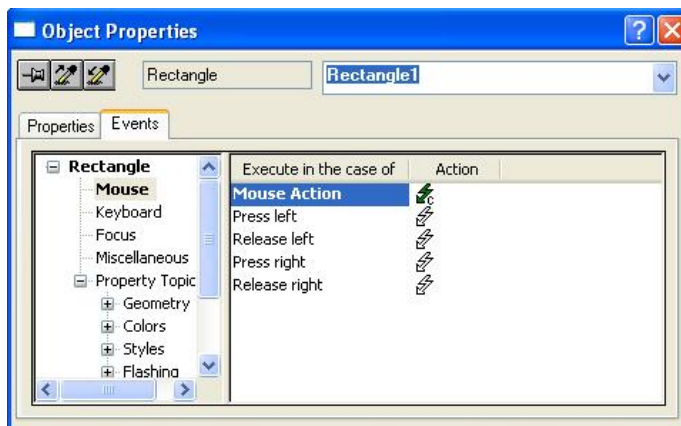 Object Properties
Rectangle
Rectangle1
Properties
Events
Rectangle
Mouse
Keyboard
Focus
Miscellaneous
Property Topic
Geometry
Colors
Styles
Flashing
Execute in the case of Action
Mouse Action C
Press left
Release left
Press right
Release right